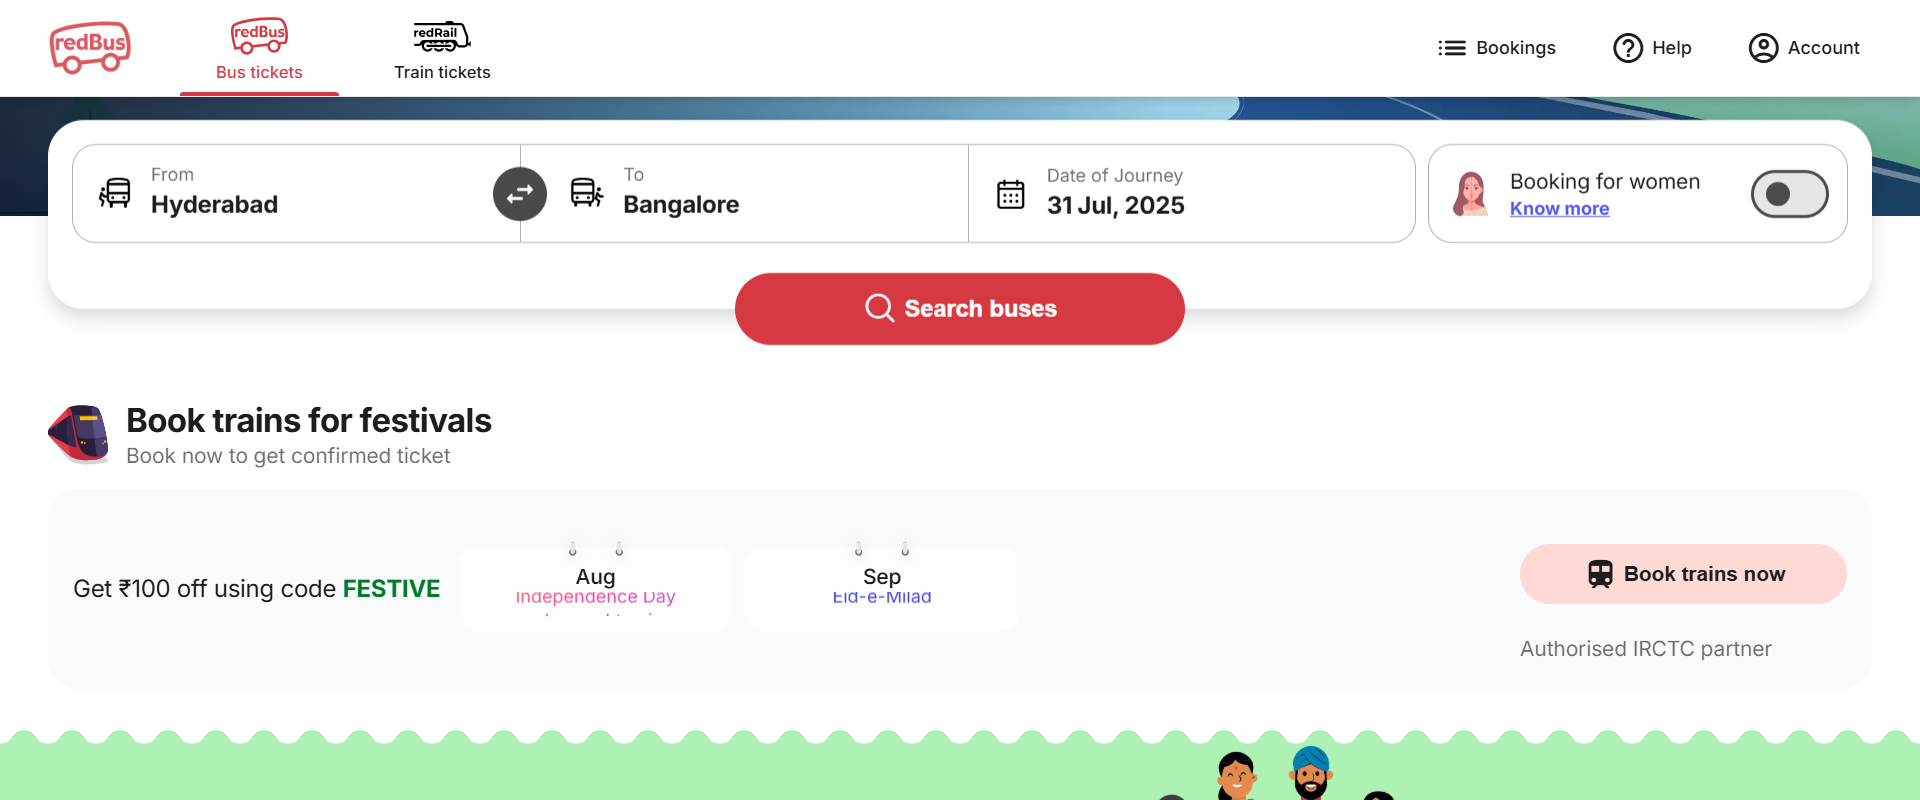 redBus
redBus
Bus tickets
redRail
Train tickets
Bookings
Help
Account
From
Hyderabad
To
Bangalore
Date of Journey
31 Jul, 2025
Booking for women
Know more
Search buses
Book trains for festivals
Book now to get confirmed ticket
Get ₹100 off using code FESTIVE
Aug
Independence Day
Sep
Eid-e-Milad
Book trains now
Authorised IRCTC partner